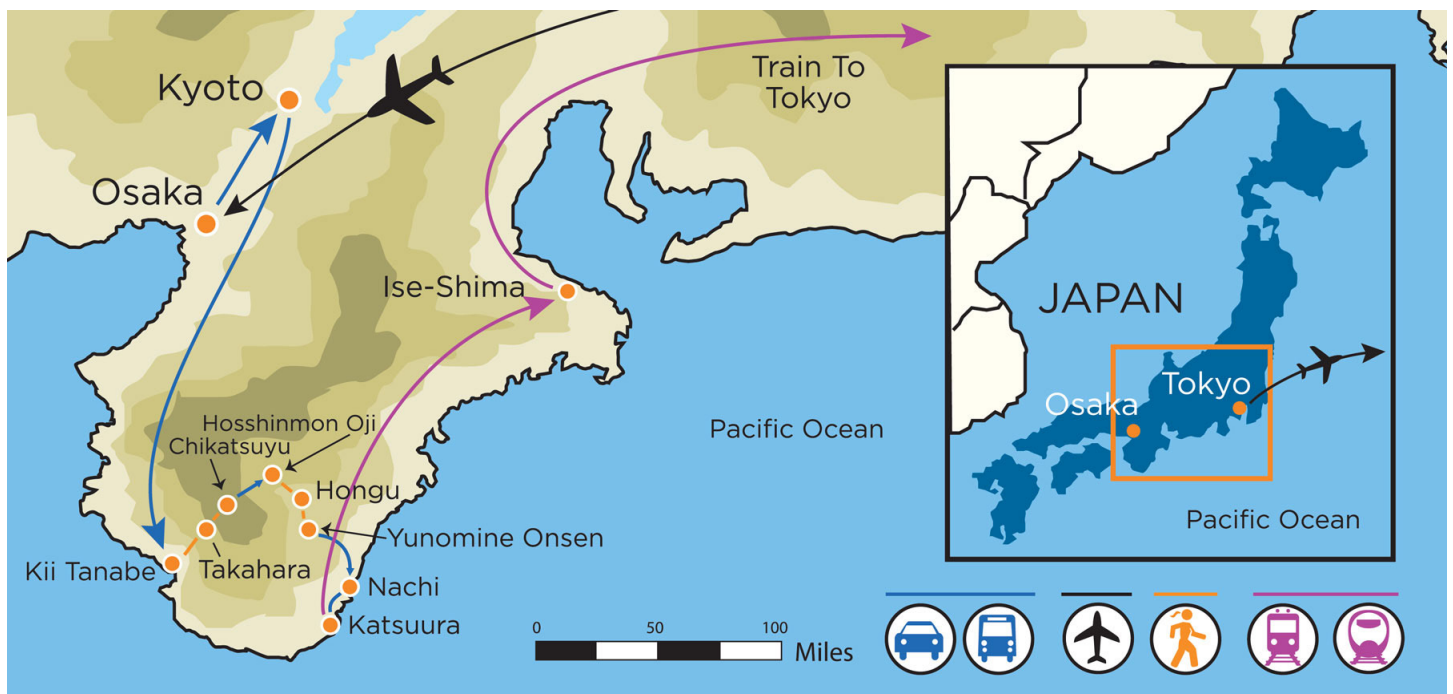 Kyoto
Train To
Tokyo
Osaka
Ise-Shima
JAPAN
Tokyo
Osaka
Pacific Ocean
Pacific Ocean
Hosshinmon Oji
Chikatsuyu
Hongu
Yunomine Onsen
Kii Tanabe
Takahara
Nachi
Katsuura
0 50 100
Miles